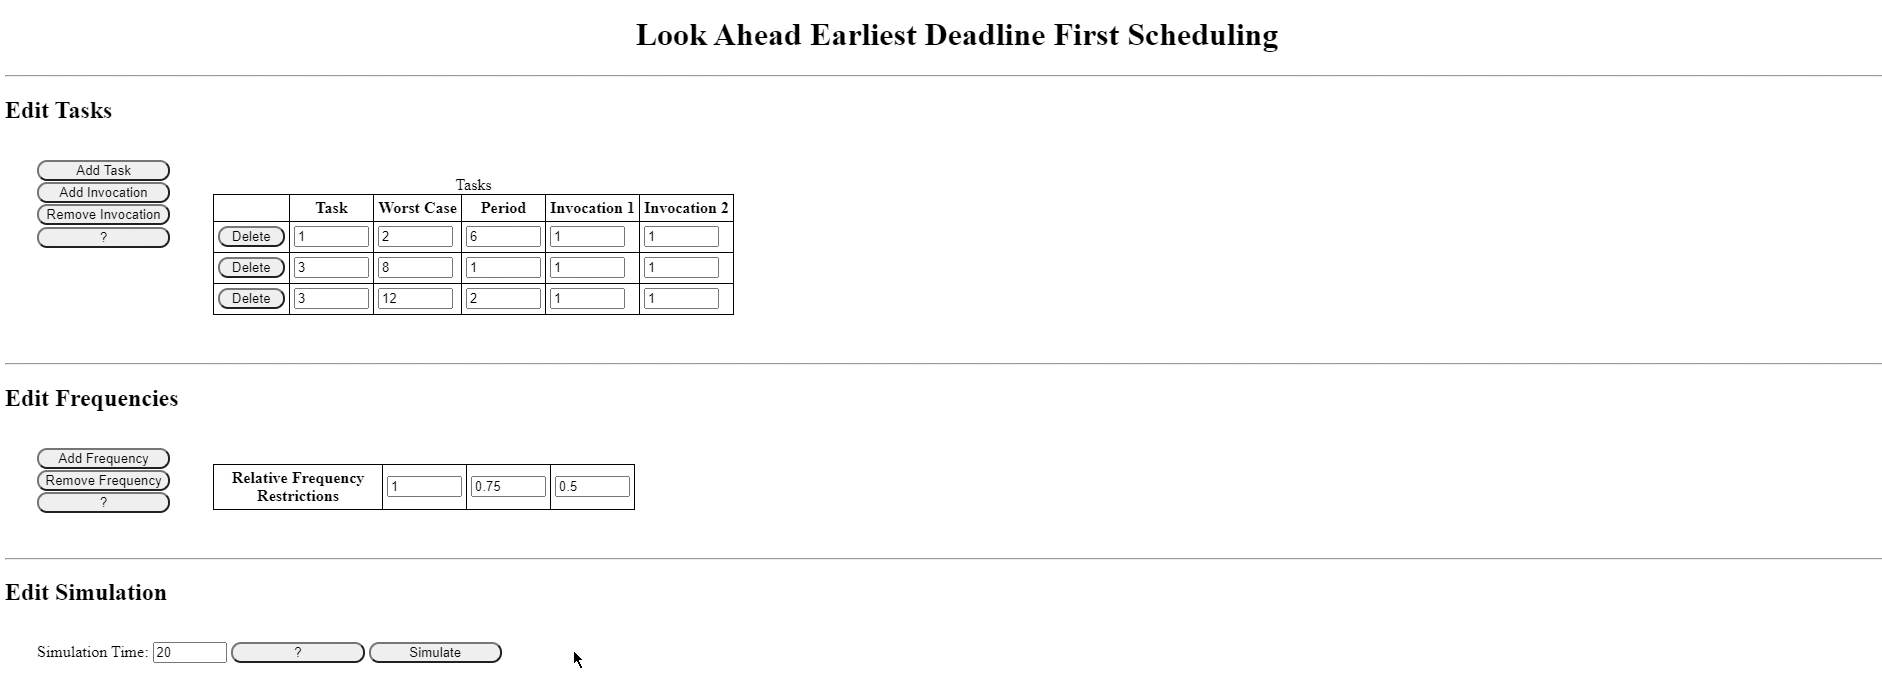 Look Ahead Earliest Deadline First Scheduling
Edit Tasks
Add Task
Add Invocation
Remove Invocation
?
Tasks
Task Worst Case Period Invocation 1 Invocation 2
Delete 1 2 6 1 1
Delete 3 8 1 1 1
Delete 3 12 2 1 1
Edit Frequencies
Add Frequency
Remove Frequency
?
Relative Frequency
Restrictions
1 0.75 0.5
Edit Simulation
Simulation Time: 20 ? Simulate